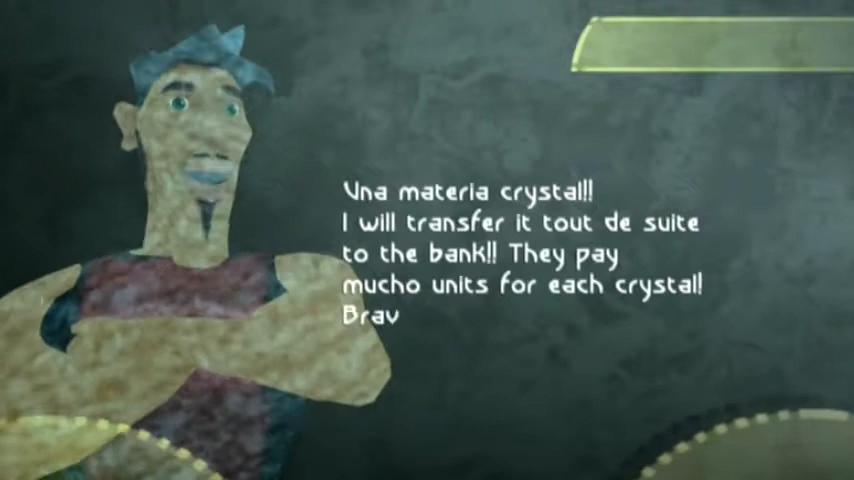 Una materia crystal!!
I will transfer it tout de suite
to the bank!! They pay
mucho units for each crystal!
Brav